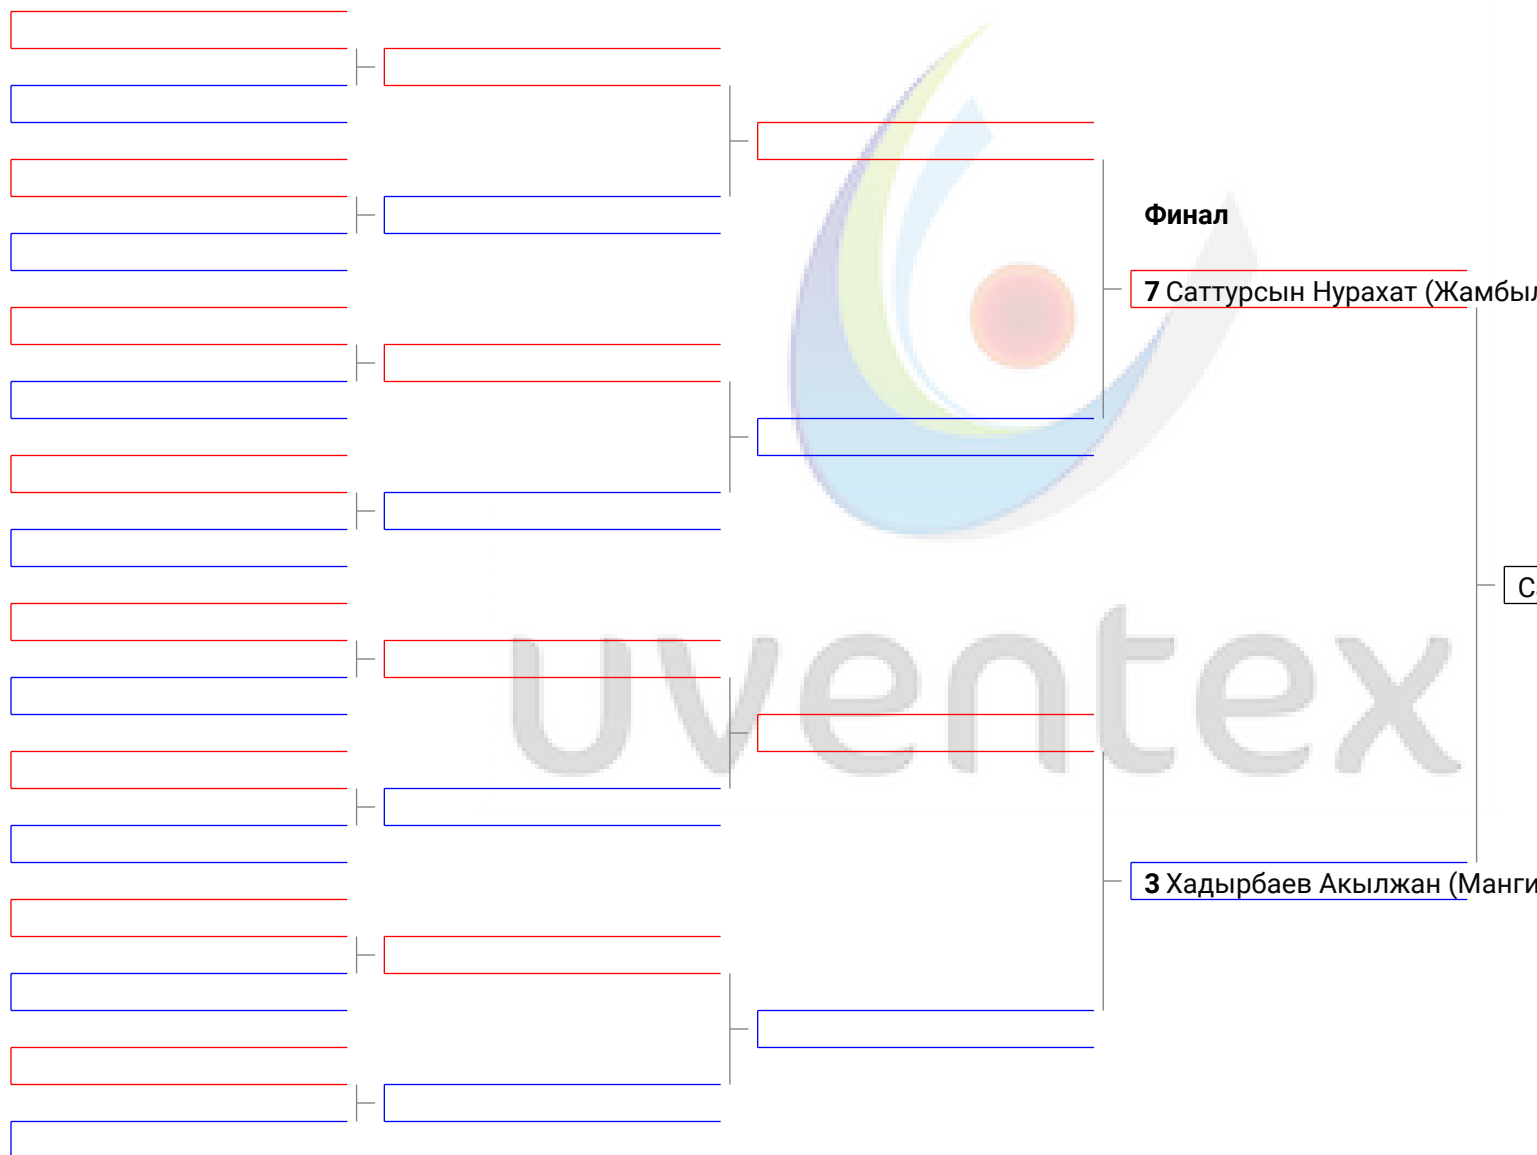 Финал
7 Саттурсын Нурахат (Жамбыл
uventex
3 Хадырбаев Акылжан (Манги